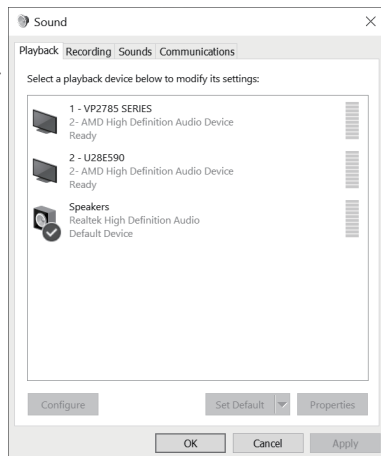 Sound
Playback Recording Sounds Communications
Select a playback device below to modify its settings:
1 - VP2785 SERIES
2- AMD High Definition Audio Device
Ready
2 - U28E590
2- AMD High Definition Audio Device
Ready
Speakers
Realtek High Definition Audio
Default Device
Configure Set Default Properties
OK Cancel Apply